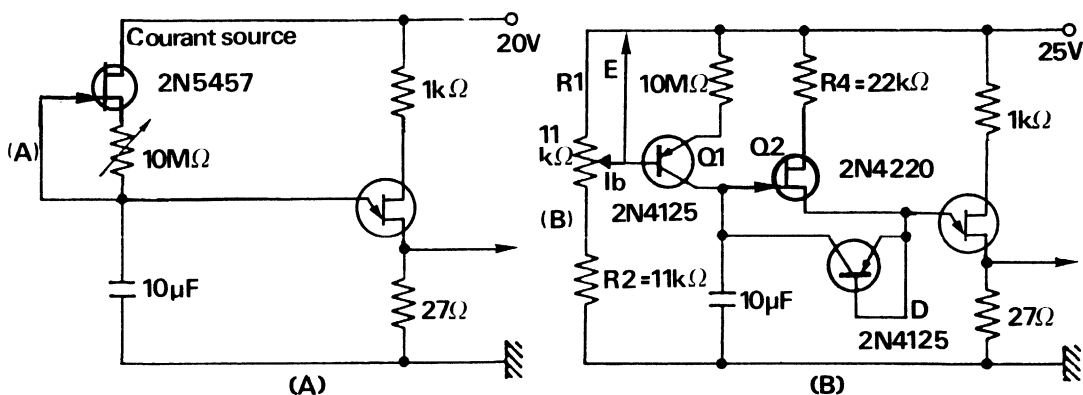 Courant source
20V
2N5457
1kΩ
(A)
10MΩ
10µF
27Ω
(A)
25V
R1
E
10MΩ
R4=22kΩ
1kΩ
11
kΩ
Ib
Q1
Q2
2N4125
2N4220
(B)
R2=11kΩ
10µF
D
2N4125
27Ω
(B)